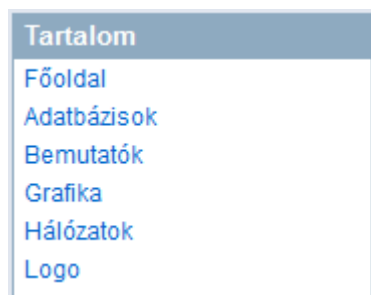 Tartalom
Főoldal
Adatbázisok
Bemutatók
Grafika
Hálózatok
Logo